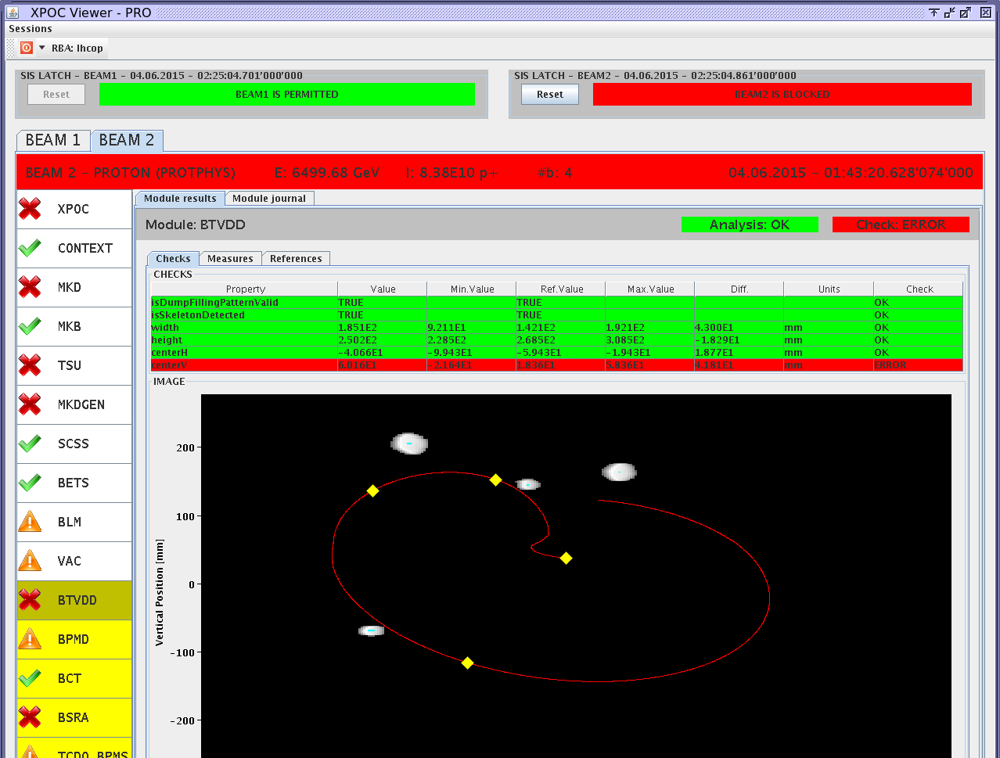 XPOC Viewer - PRO
Sessions
RBA: lhcop
SIS LATCH - BEAM1 - 04.06.2015 - 02:25:04.701'000'000
Reset
BEAM1 IS PERMITTED
SIS LATCH - BEAM2 - 04.06.2015 - 02:25:04.861'000'000
Reset
BEAM2 IS BLOCKED
BEAM 1
BEAM 2
BEAM 2 - PROTON (PROTPHYS) E: 6499.68 GeV I: 8.38E10 p+ #b: 4 04.06.2015 - 01:43:20.628'074'000
XPOC
CONTEXT
MKD
MKB
TSU
MKDGEN
SCSS
BETS
BLM
VAC
BTVDD
BPMD
BCT
BSRA
TCDQ BPMS
Module results
Module journal
Module: BTVDD
Analysis: OK
Check: ERROR
Checks
Measures
References
CHECKS
Property Value Min.Value Ref.Value Max.Value Diff. Units Check
isDumpFillingPatternValid TRUE TRUE OK
isSkeletonDetected TRUE TRUE OK
width 1.851E2 9.211E1 1.421E2 1.921E2 4.300E1 mm OK
height 2.502E2 2.285E2 2.685E2 3.085E2 -1.829E1 mm OK
centerH -4.066E1 -9.943E1 -5.943E1 -1.943E1 1.877E1 mm OK
centerV 6.016E1 -2.164E1 1.836E1 5.836E1 4.181E1 mm ERROR
IMAGE
Vertical Position [mm]
200
100
0
-100
-200